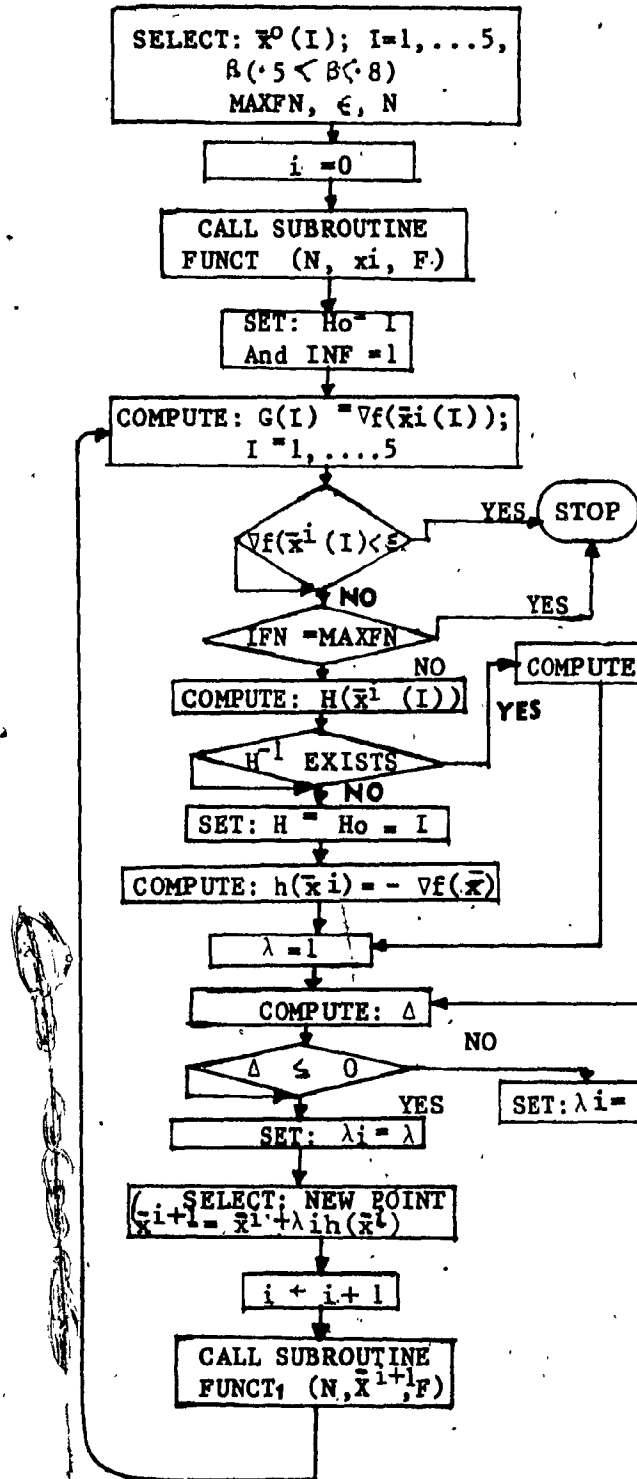 SELECT: x̄⁰(I); I=1,...5,
β(·5 < β < ·8)
MAXFN, ϵ, N
i =0
CALL SUBROUTINE
FUNCT (N, xi, F)
SET: Ho= I
And INF =1
COMPUTE: G(I) = ∇f(x̄i(I));
I =1,....5
∇f(x̄ⁱ(I)<ε
YES
STOP
NO
IFN =MAXFN
YES
NO
COMPUTE: H(x̄ⁱ (I))
COMPUTE
YES
H⁻¹ EXISTS
NO
SET: H = Ho = I
COMPUTE: h(x̄i) = - ∇f(x̄)
λ =1
COMPUTE: Δ
NO
Δ ≤ 0
YES
SET: λi =
SET: λi = λ
SELECT: NEW POINT
(x̄ⁱ⁺¹= x̄ⁱ+λih(x̄ⁱ)
i ← i + 1
CALL SUBROUTINE
FUNCT, (N,x̄ⁱ⁺¹,F)